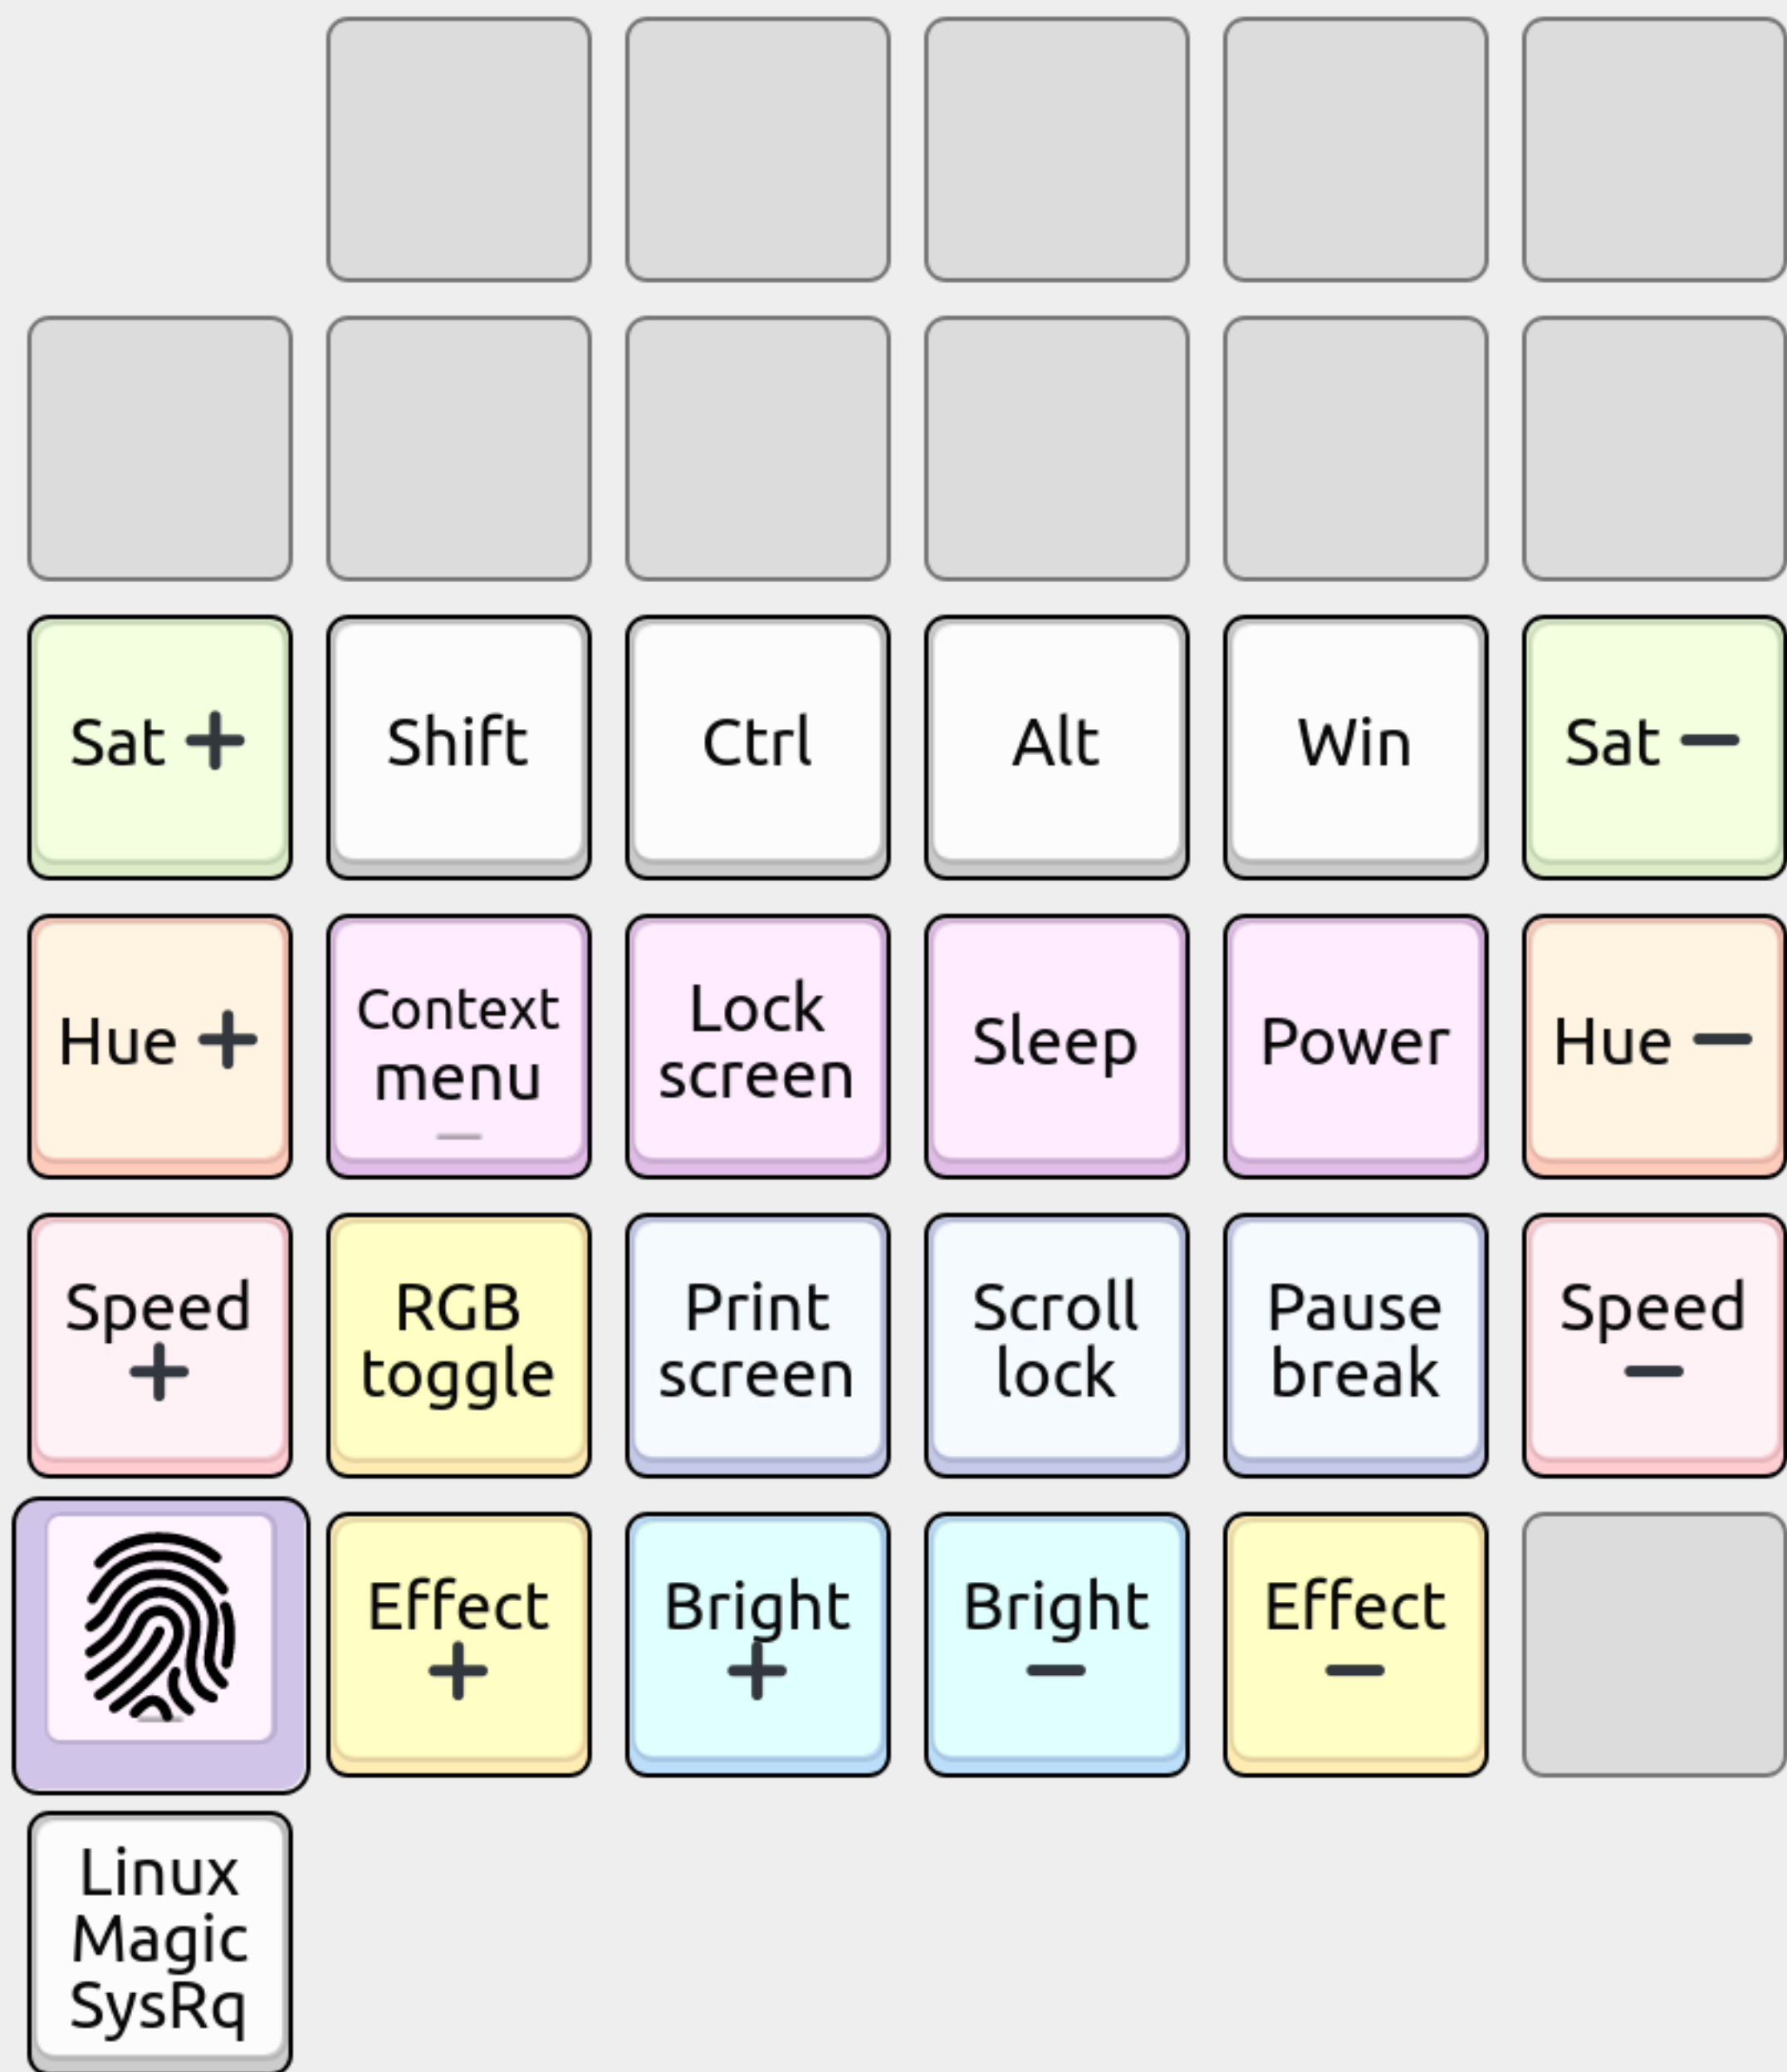 Sat +
Shift
Ctrl
Alt
Win
Sat −
Hue +
Context
menu
Lock
screen
Sleep
Power
Hue −
Speed
+
RGB
toggle
Print
screen
Scroll
lock
Pause
break
Speed
−
Effect
+
Bright
+
Bright
−
Effect
−
Linux
Magic
SysRq